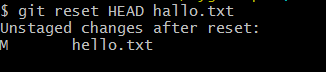 $ git reset HEAD hallo.txt
Unstaged changes after reset:
M       hello.txt